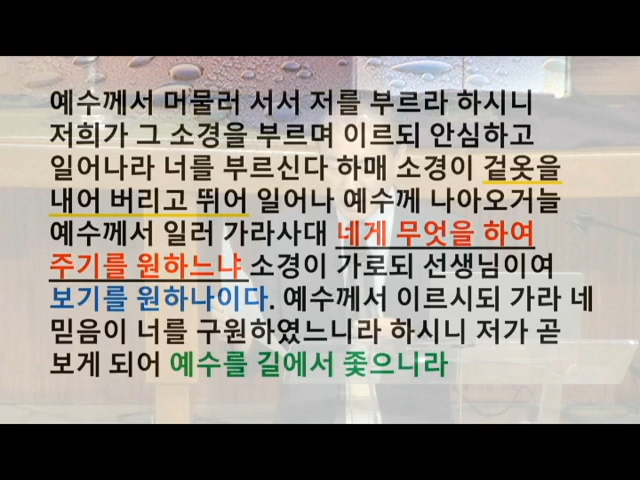 예수께서 머물러 서서 저를 부르라 하시니
저희가 그 소경을 부르며 이르되 안심하고
일어나라 너를 부르신다 하매 소경이 겉옷을
내어 버리고 뛰어 일어나 예수께 나아오거늘
예수께서 일러 가라사대 네게 무엇을 하여
주기를 원하느냐 소경이 가로되 선생님이여
보기를 원하나이다. 예수께서 이르시되 가라 네
믿음이 너를 구원하였느니라 하시니 저가 곧
보게 되어 예수를 길에서 좇으니라